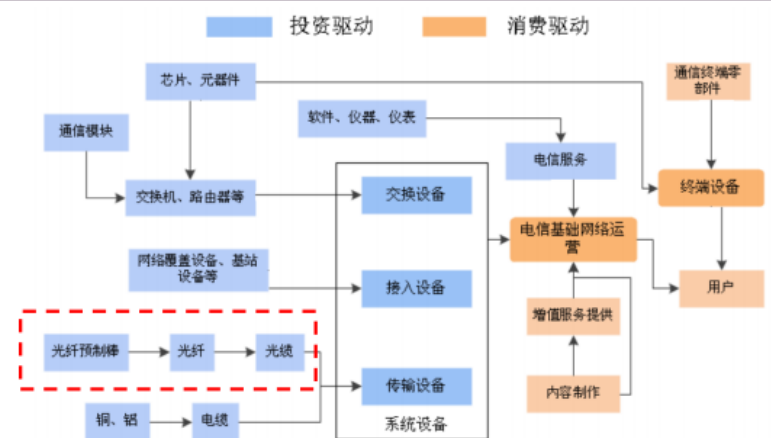 投资驱动
消费驱动
芯片、元器件
通信终端零
部件
通信模块
软件、仪器、仪表
电信服务
交换机、路由器等
交换设备
终端设备
电信基础网络运
营
网络覆盖设备、基站
设备等
接入设备
用户
增值服务提供
光纤预制棒
光纤
光缆
传输设备
内容制作
铜、铝
电缆
系统设备